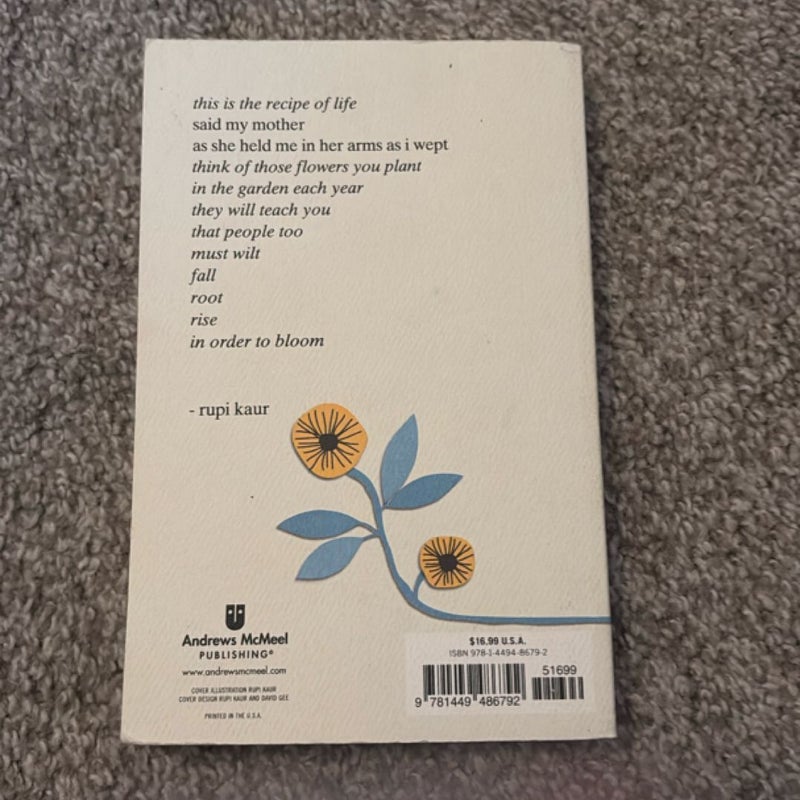 this is the recipe of life
said my mother
as she held me in her arms as i wept
think of those flowers you plant
in the garden each year
they will teach you
that people too
must wilt
fall
root
rise
in order to bloom
- rupi kaur
Andrews McMeel
PUBLISHING®
www.andrewsmcmeel.com
COVER ILLUSTRATION RUPI KAUR
COVER DESIGN RUPI KAUR AND DAVID GEE
PRINTED IN THE U.S.A.
$16.99 U.S.A.
ISBN 978-1-4494-8679-2
51699
9 781449 486792